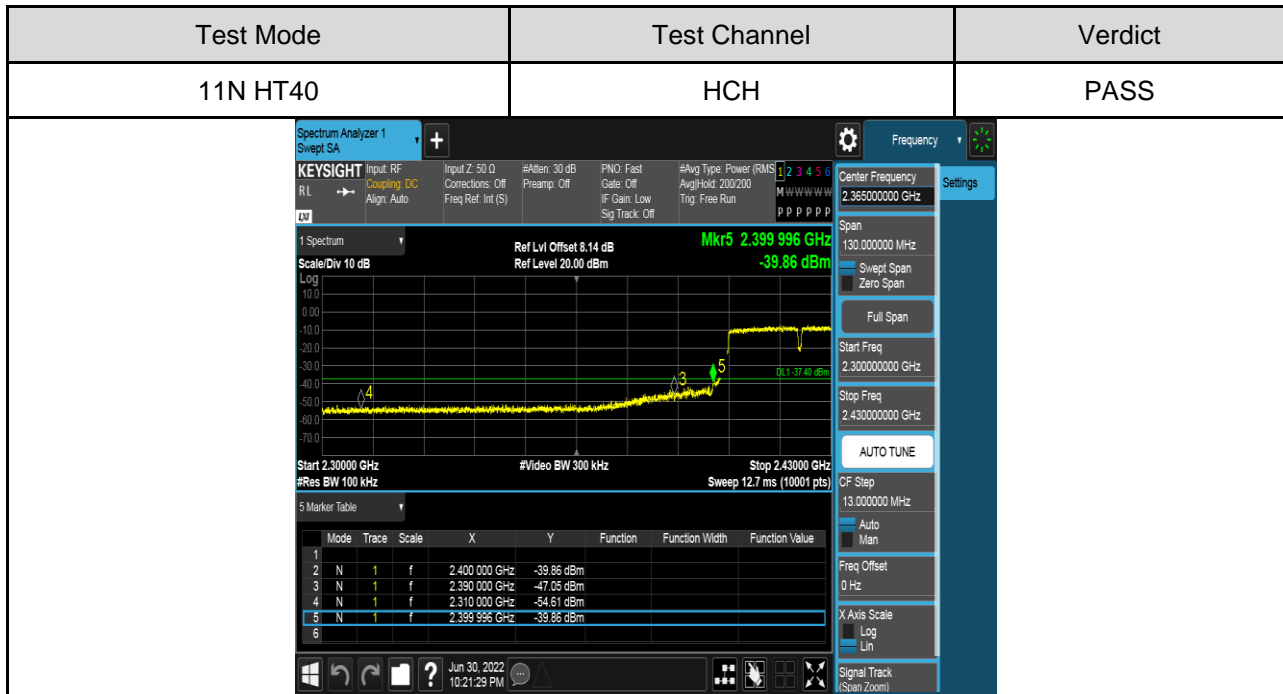 Test Mode Test Channel Verdict
11N HT40 HCH PASS
Spectrum Analyzer 1
Swept SA
+
Frequency
KEYSIGHT Input: RF Input Z: 50 Ω #Atten: 30 dB PNO: Fast #Avg Type: Power (RMS 1 2 3 4 5 6
RL Coupling: DC Corrections: Off Preamp: Off Gate: Off Avg|Hold: 200/200 M W W W W W
Align: Auto Freq Ref: Int (S) IF Gain: Low Trig: Free Run
LXI Sig Track: Off P P P P P P
Center Frequency
2.365000000 GHz
Settings
Span
130.000000 MHz
Swept Span
Zero Span
Full Span
Start Freq
2.300000000 GHz
Stop Freq
2.430000000 GHz
AUTO TUNE
CF Step
13.000000 MHz
Auto
Man
Freq Offset
0 Hz
X Axis Scale
Log
Lin
Signal Track
(Span Zoom)
1 Spectrum Ref Lvl Offset 8.14 dB Mkr5 2.399 996 GHz
Scale/Div 10 dB Ref Level 20.00 dBm -39.86 dBm
Log
10.0
0.00
-10.0
-20.0
-30.0
-40.0
-50.0
-60.0
-70.0
4
3
5
DL1 -37.40 dBm
Start 2.30000 GHz #Video BW 300 kHz Stop 2.43000 GHz
#Res BW 100 kHz Sweep 12.7 ms (10001 pts)
5 Marker Table
Mode Trace Scale X Y Function Function Width Function Value
1
2 N 1 f 2.400 000 GHz -39.86 dBm
3 N 1 f 2.390 000 GHz -47.05 dBm
4 N 1 f 2.310 000 GHz -54.61 dBm
5 N 1 f 2.399 996 GHz -39.86 dBm
6
? Jun 30, 2022
10:21:29 PM